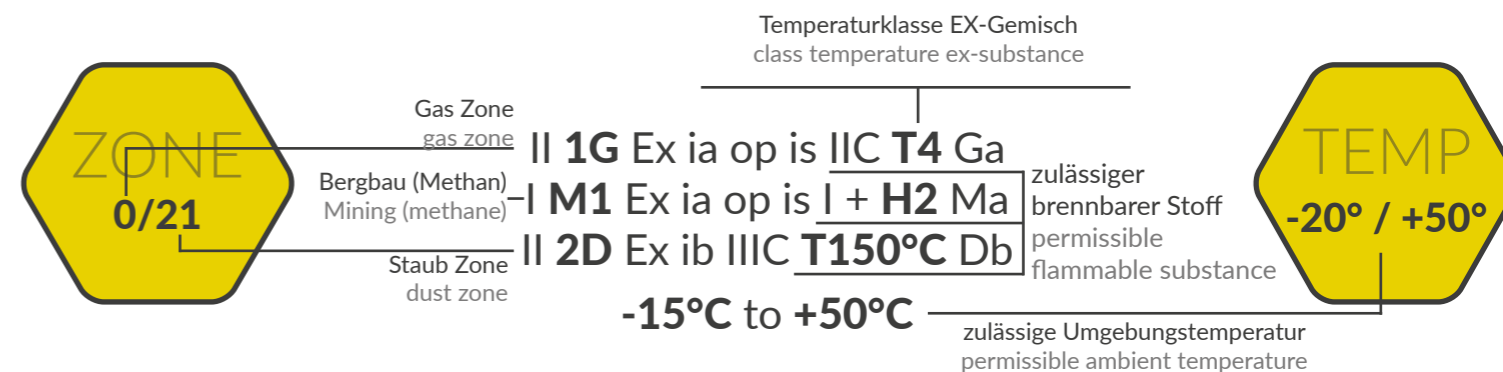 Temperaturklasse EX-Gemisch
class temperature ex-substance
ZONE
0/21
Gas Zone
gas zone
II 1G Ex ia op is IIC T4 Ga
Bergbau (Methan)
Mining (methane)
I M1 Ex ia op is I + H2 Ma
Staub Zone
dust zone
II 2D Ex ib IIIC T150°C Db
zulässiger
brennbarer Stoff
permissible
flammable substance
TEMP
-20° / +50°
-15°C to +50°C
zulässige Umgebungstemperatur
permissible ambient temperature